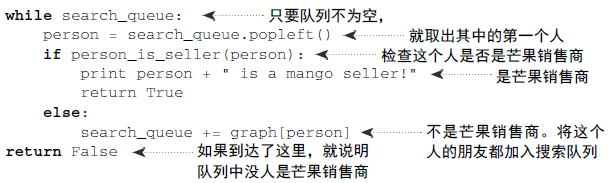 while search_queue: 只要队列不为空,
person = search_queue.popleft() 就取出其中的第一个人
if person_is_seller(person): 检查这个人是否是芒果销售商
print person + " is a mango seller!" 是芒果销售商
return True
else:
search_queue += graph[person] 不是芒果销售商。将这个
人的朋友都加入搜索队列
return False 如果到达了这里，就说明
队列中没人是芒果销售商